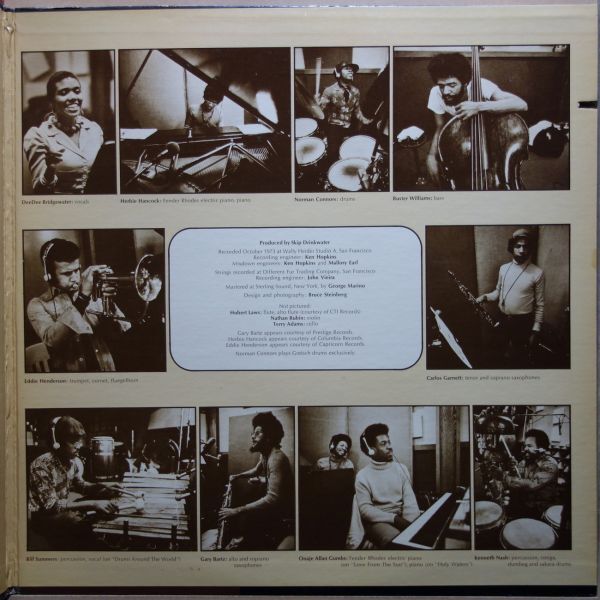 DeeDee Bridgewater: vocals
Herbie Hancock: Fender Rhodes electric piano, piano
Norman Connors: drums
Buster Williams: bass
Produced by Skip Drinkwater
Recorded October 1973 at Wally Heider Studio A, San Francisco
Recording engineer: Ken Hopkins
Mixdown engineers: Ken Hopkins and Mallory Earl
Strings recorded at Different Fur Trading Company, San Francisco
Recording engineer: John Vieira
Mastered at Sterling Sound, New York, by George Marino
Design and photography: Bruce Steinberg
Not pictured:
Hubert Laws: flute, alto flute (courtesy of CTI Records)
Nathan Rubin: violin
Terry Adams: cello
Gary Bartz appears courtesy of Prestige Records.
Herbie Hancock appears courtesy of Columbia Records.
Eddie Henderson appears courtesy of Capricorn Records.
Norman Connors plays Gretsch drums exclusively.
Eddie Henderson: trumpet, cornet, fluegelhorn
Carlos Garnett: tenor and soprano saxophones
Bill Summers: percussion, vocal (on "Drums Around The World")
Gary Bartz: alto and soprano
saxophones
Onaje Allan Gumbs: Fender Rhodes electric piano
(on "Love From The Sun"), piano (on "Holy Waters")
Kenneth Nash: percussion, congo,
dumbeg and sakara drums